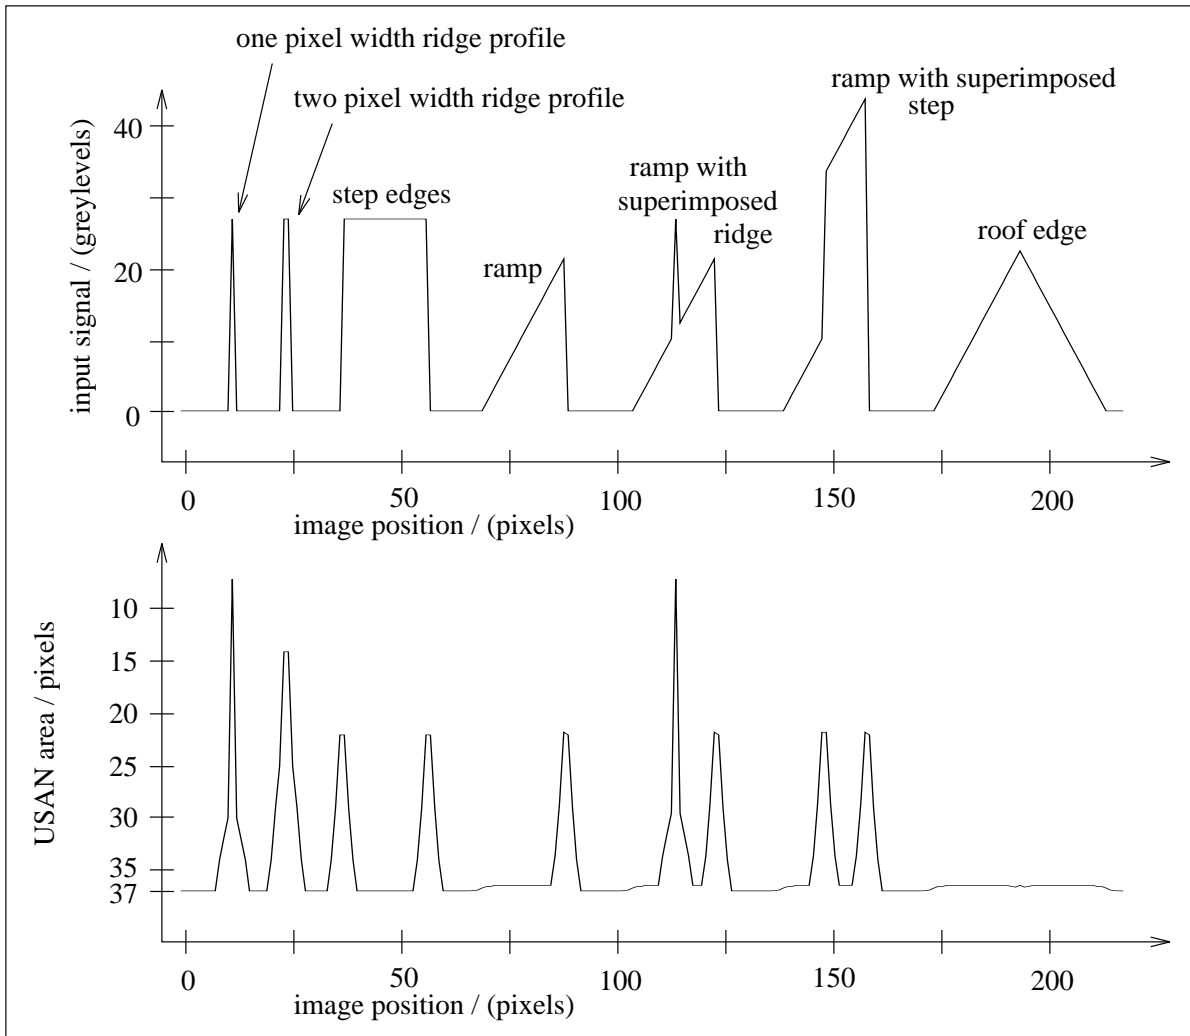 one pixel width ridge profile
two pixel width ridge profile
ramp with superimposed
step
input signal / (greylevels)
40
20
0
step edges
ramp
ramp with
superimposed
ridge
roof edge
0
50
100
150
200
image position / (pixels)
USAN area / pixels
10
15
20
25
30
35
37
0
50
100
150
200
image position / (pixels)